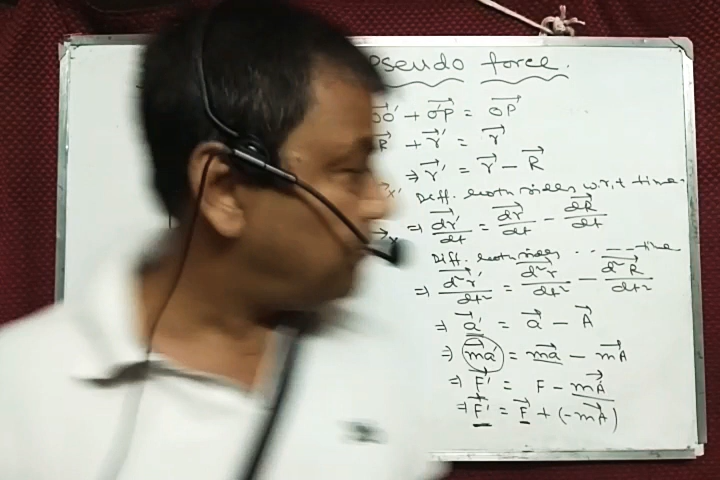 Pseudo force.
OO' + O'P = OP
R + r' = r
⇒ r' = r - R
x' Diff. both sides w.r.t time.
x ⇒ dr'/dt = dr/dt - dR/dt
Diff. both sides .. --- time
⇒ d²r'/dt² = d²r/dt² - d²R/dt²
⇒ a' = a - A
⇒ ma' = ma - mA
⇒ F' = F - mA
⇒ F' = F + (-mA)